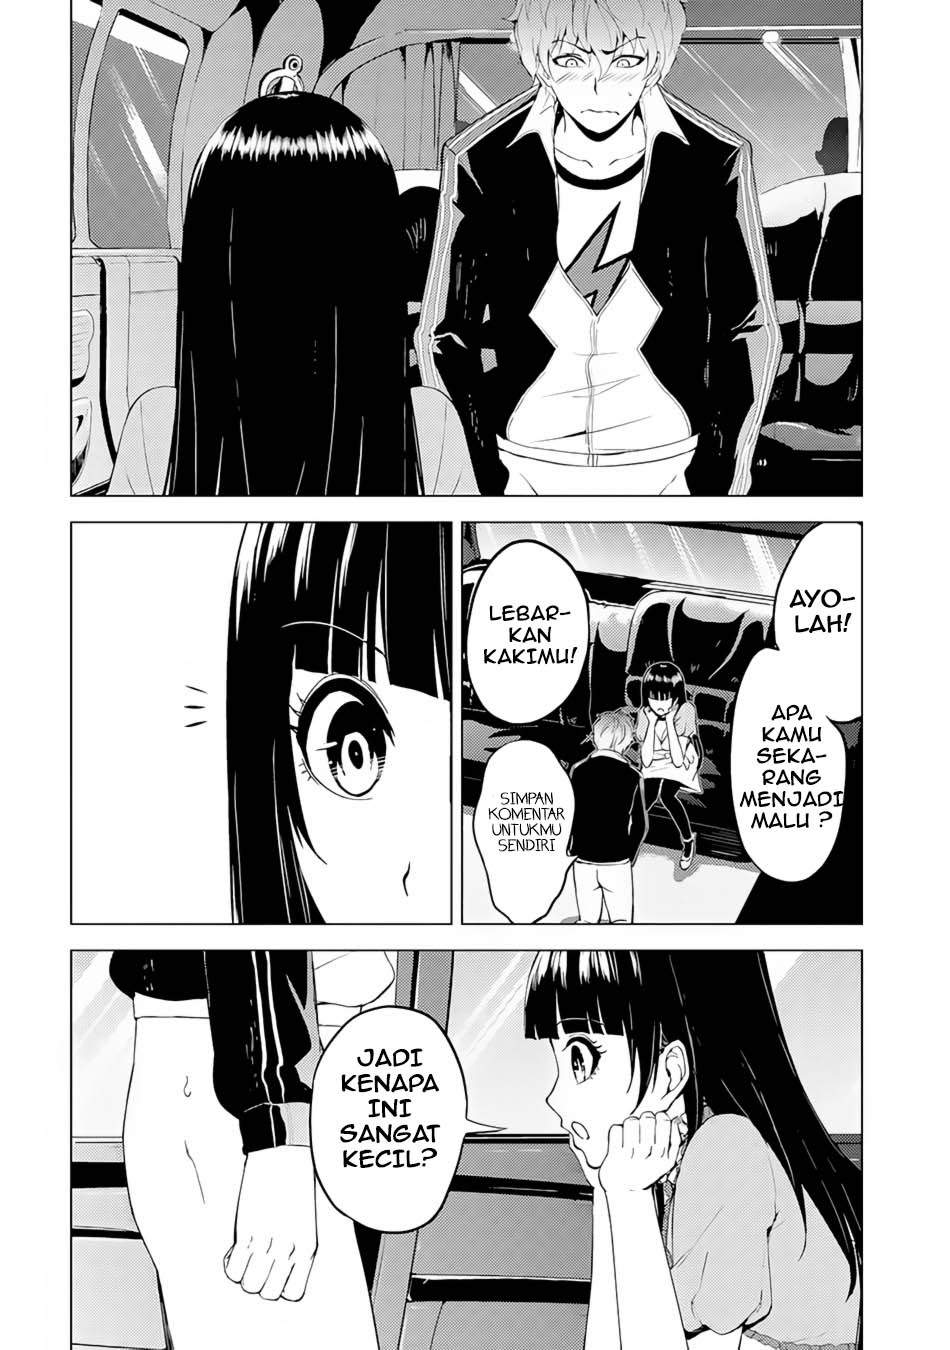 AYO-
LAH!
APA
KAMU
SEKA-
RANG
MENJADI
MALU ?
LEBAR-
KAN
KAKIMU!
SIMPAN
KOMENTAR
UNTUKMU
SENDIRI
JADI
KENAPA
INI
SANGAT
KECIL?